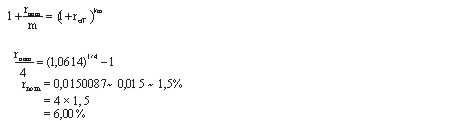 1 + r_nom / m = (1 + r_eff)^1/m
r_nom / 4 = (1,0614)^1/4 − 1
r_nom = 0,0150087 ~ 0,015 ~ 1,5%
= 4 × 1,5
= 6,00 %